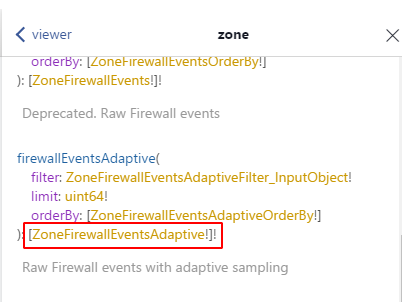 viewer
zone
orderBy: [ZoneFirewallEventsOrderBy!]
): [ZoneFirewallEvents!]!
Deprecated. Raw Firewall events
firewallEventsAdaptive(
filter: ZoneFirewallEventsAdaptiveFilter_InputObject!
limit: uint64!
orderBy: [ZoneFirewallEventsAdaptiveOrderBy!]
): [ZoneFirewallEventsAdaptive!]!
Raw Firewall events with adaptive sampling